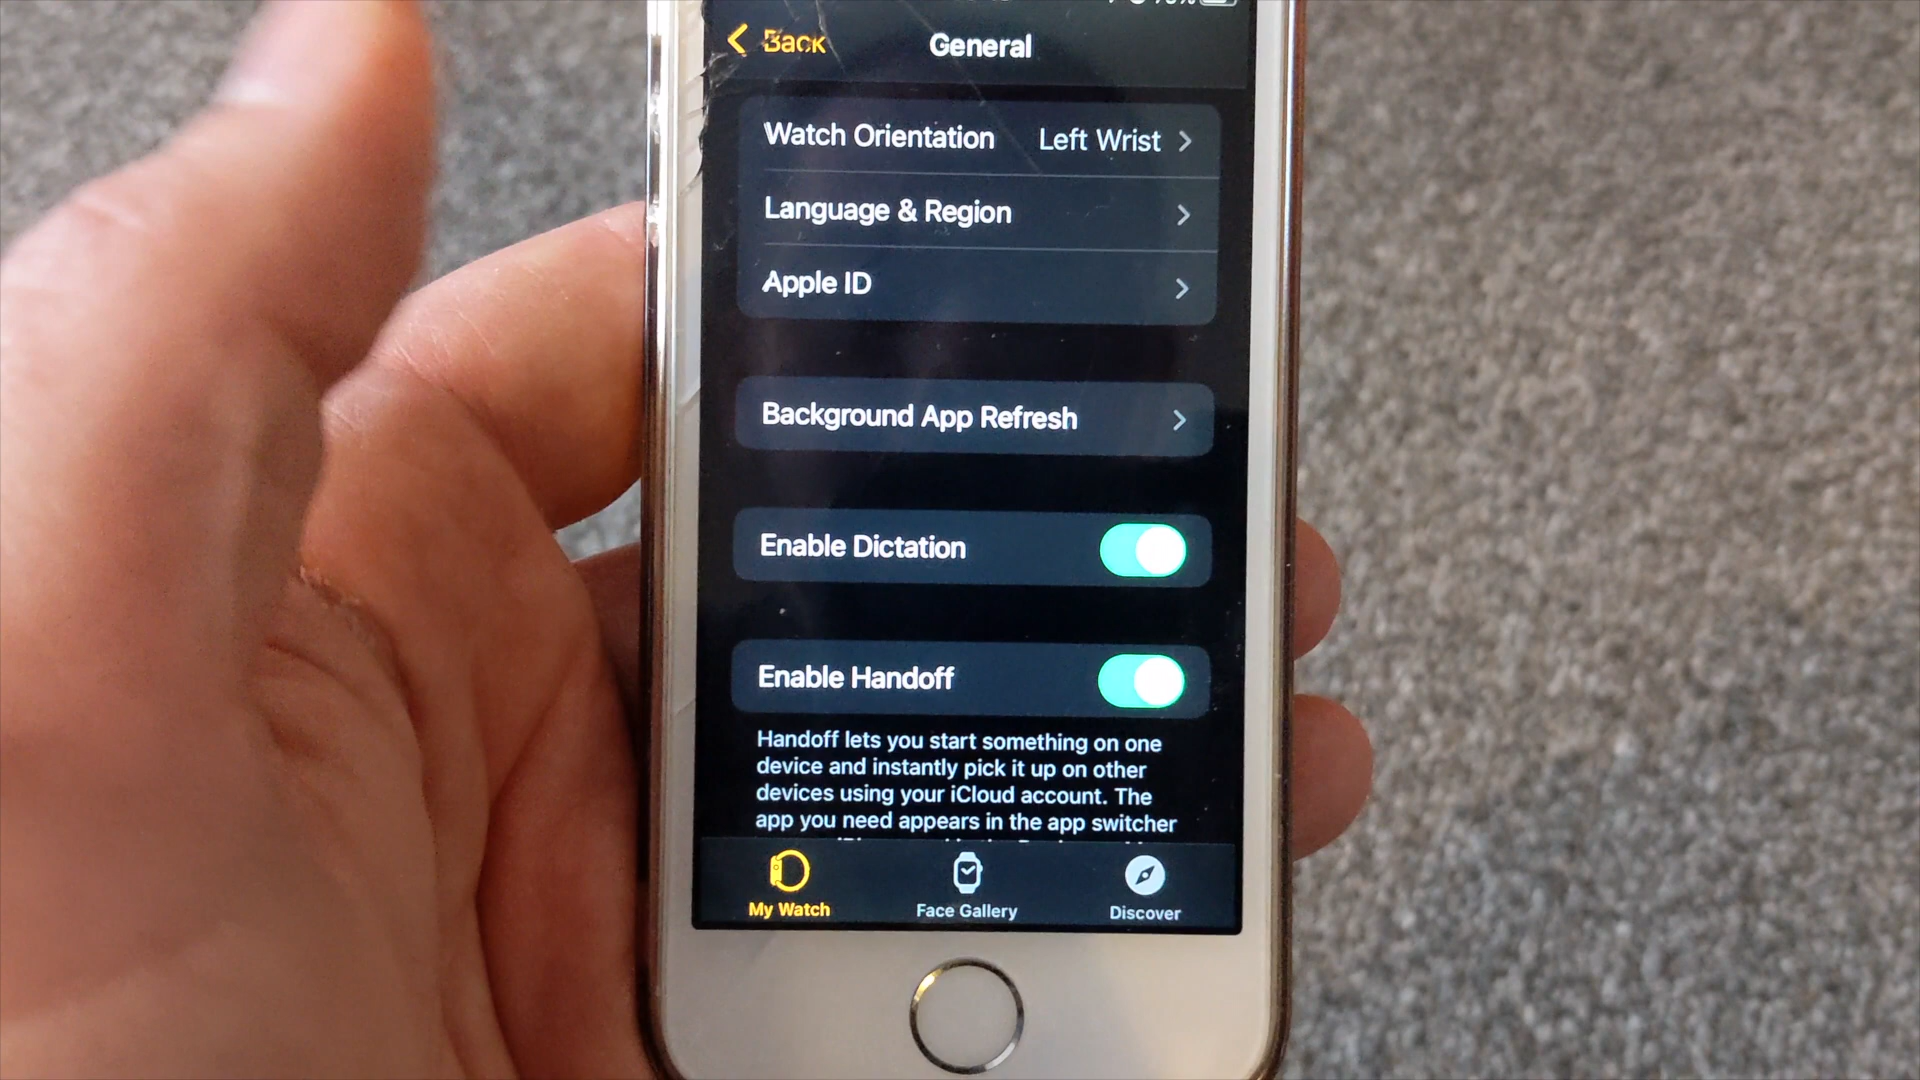 Back
General
Watch Orientation Left Wrist
Language & Region
Apple ID
Background App Refresh
Enable Dictation
Enable Handoff
Handoff lets you start something on one
device and instantly pick it up on other
devices using your iCloud account. The
app you need appears in the app switcher
My Watch
Face Gallery
Discover